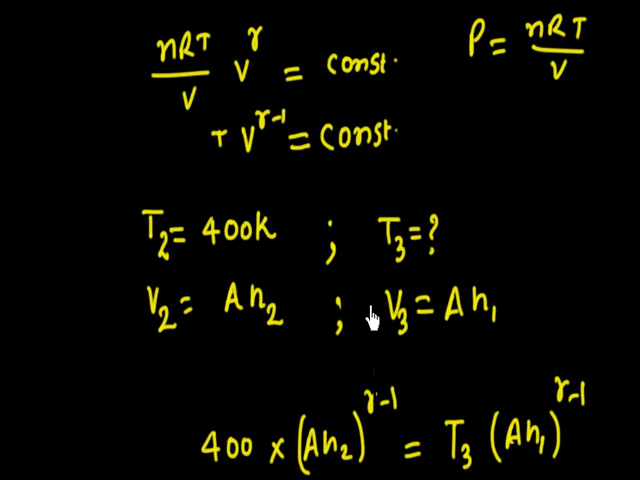 nRT/V V^γ = const. P = nRT/V
T V^γ-1 = const.
T₂ = 400K ; T₃ = ?
V₂ = Ah₂ ; V₃ = Ah₁
400 × (Ah₂)^γ-1 = T₃ (Ah₁)^γ-1